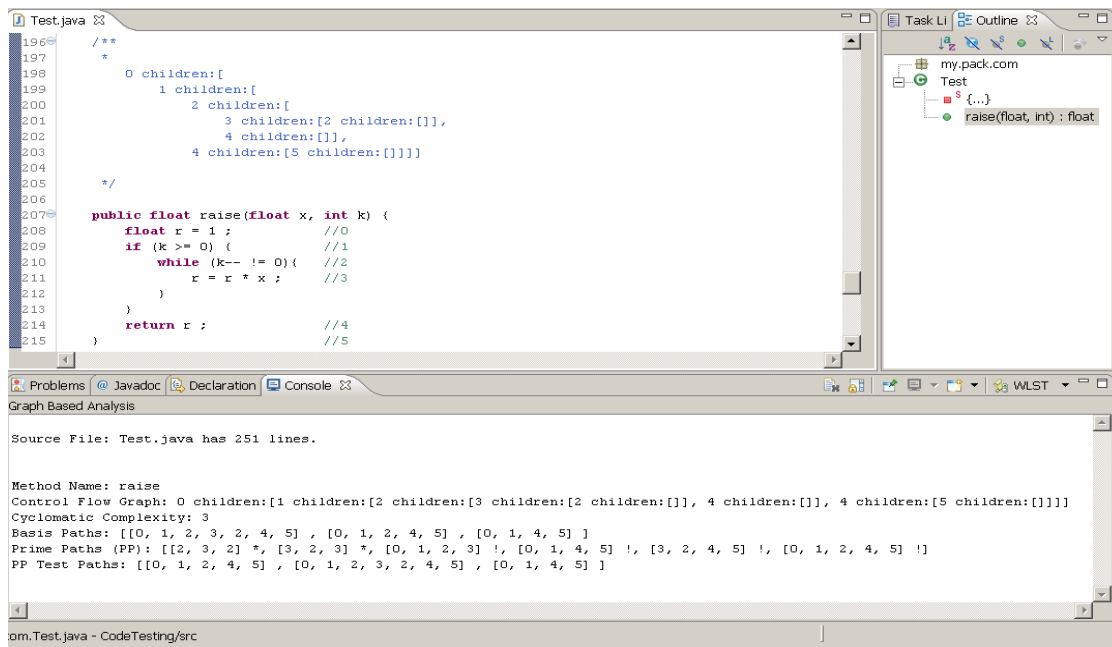 Test.java
196 /**
197 *
198 0 children:[
199 1 children:[
200 2 children:[
201 3 children:[2 children:[]],
202 4 children:[]],
203 4 children:[5 children:[]]]]
204
205 */
206
207 public float raise(float x, int k) {
208 float r = 1 ; //0
209 if (k >= 0) { //1
210 while (k-- != 0){ //2
211 r = r * x ; //3
212 }
213 }
214 return r ; //4
215 } //5
Task Li Outline
my.pack.com
Test
S {...}
raise(float, int) : float
Problems @ Javadoc Declaration Console WLST
Graph Based Analysis
Source File: Test.java has 251 lines.
Method Name: raise
Control Flow Graph: 0 children:[1 children:[2 children:[3 children:[2 children:[]], 4 children:[]], 4 children:[5 children:[]]]]
Cyclomatic Complexity: 3
Basis Paths: [[0, 1, 2, 3, 2, 4, 5] , [0, 1, 2, 4, 5] , [0, 1, 4, 5] ]
Prime Paths (PP): [[2, 3, 2] *, [3, 2, 3] *, [0, 1, 2, 3] !, [0, 1, 4, 5] !, [3, 2, 4, 5] !, [0, 1, 2, 4, 5] !]
PP Test Paths: [[0, 1, 2, 4, 5] , [0, 1, 2, 3, 2, 4, 5] , [0, 1, 4, 5] ]
om.Test.java - CodeTesting/src